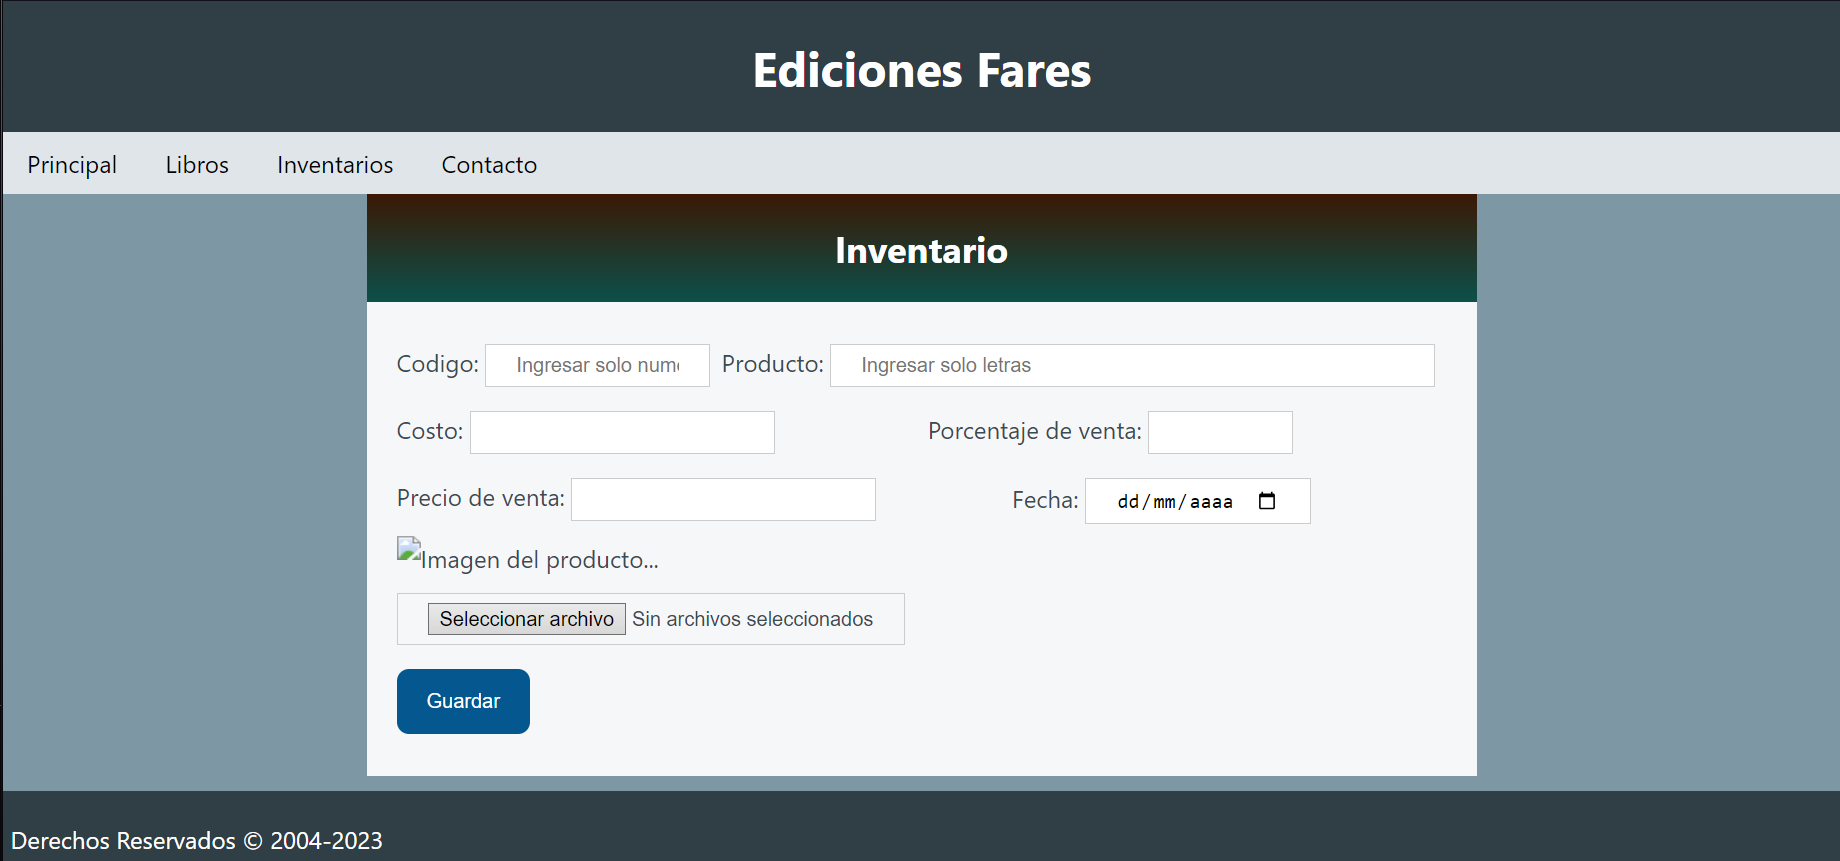 Ediciones Fares
Principal Libros Inventarios Contacto
Inventario
Codigo: Ingresar solo num Producto: Ingresar solo letras
Costo: Porcentaje de venta:
Precio de venta: Fecha: dd/mm/aaaa
Imagen del producto...
Seleccionar archivo Sin archivos seleccionados
Guardar
Derechos Reservados © 2004-2023